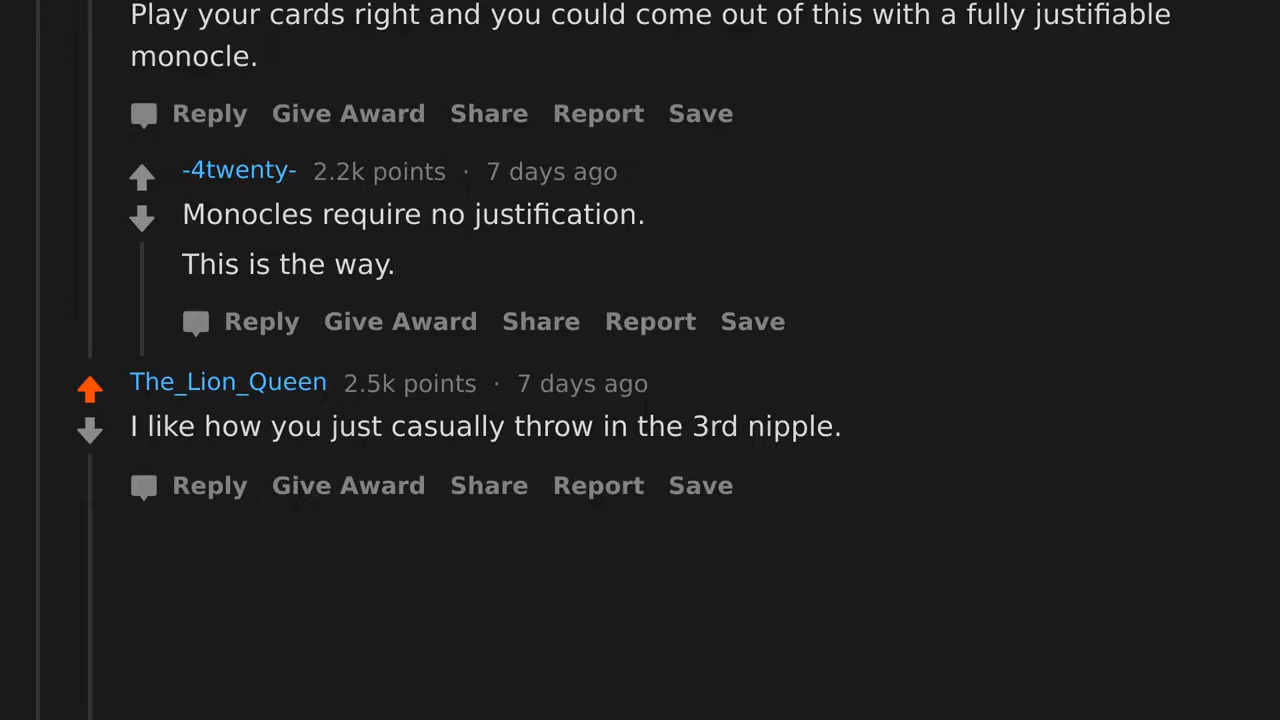 Play your cards right and you could come out of this with a fully justifiable
monocle.
Reply Give Award Share Report Save
-4twenty- 2.2k points · 7 days ago
Monocles require no justification.
This is the way.
Reply Give Award Share Report Save
The_Lion_Queen 2.5k points · 7 days ago
I like how you just casually throw in the 3rd nipple.
Reply Give Award Share Report Save